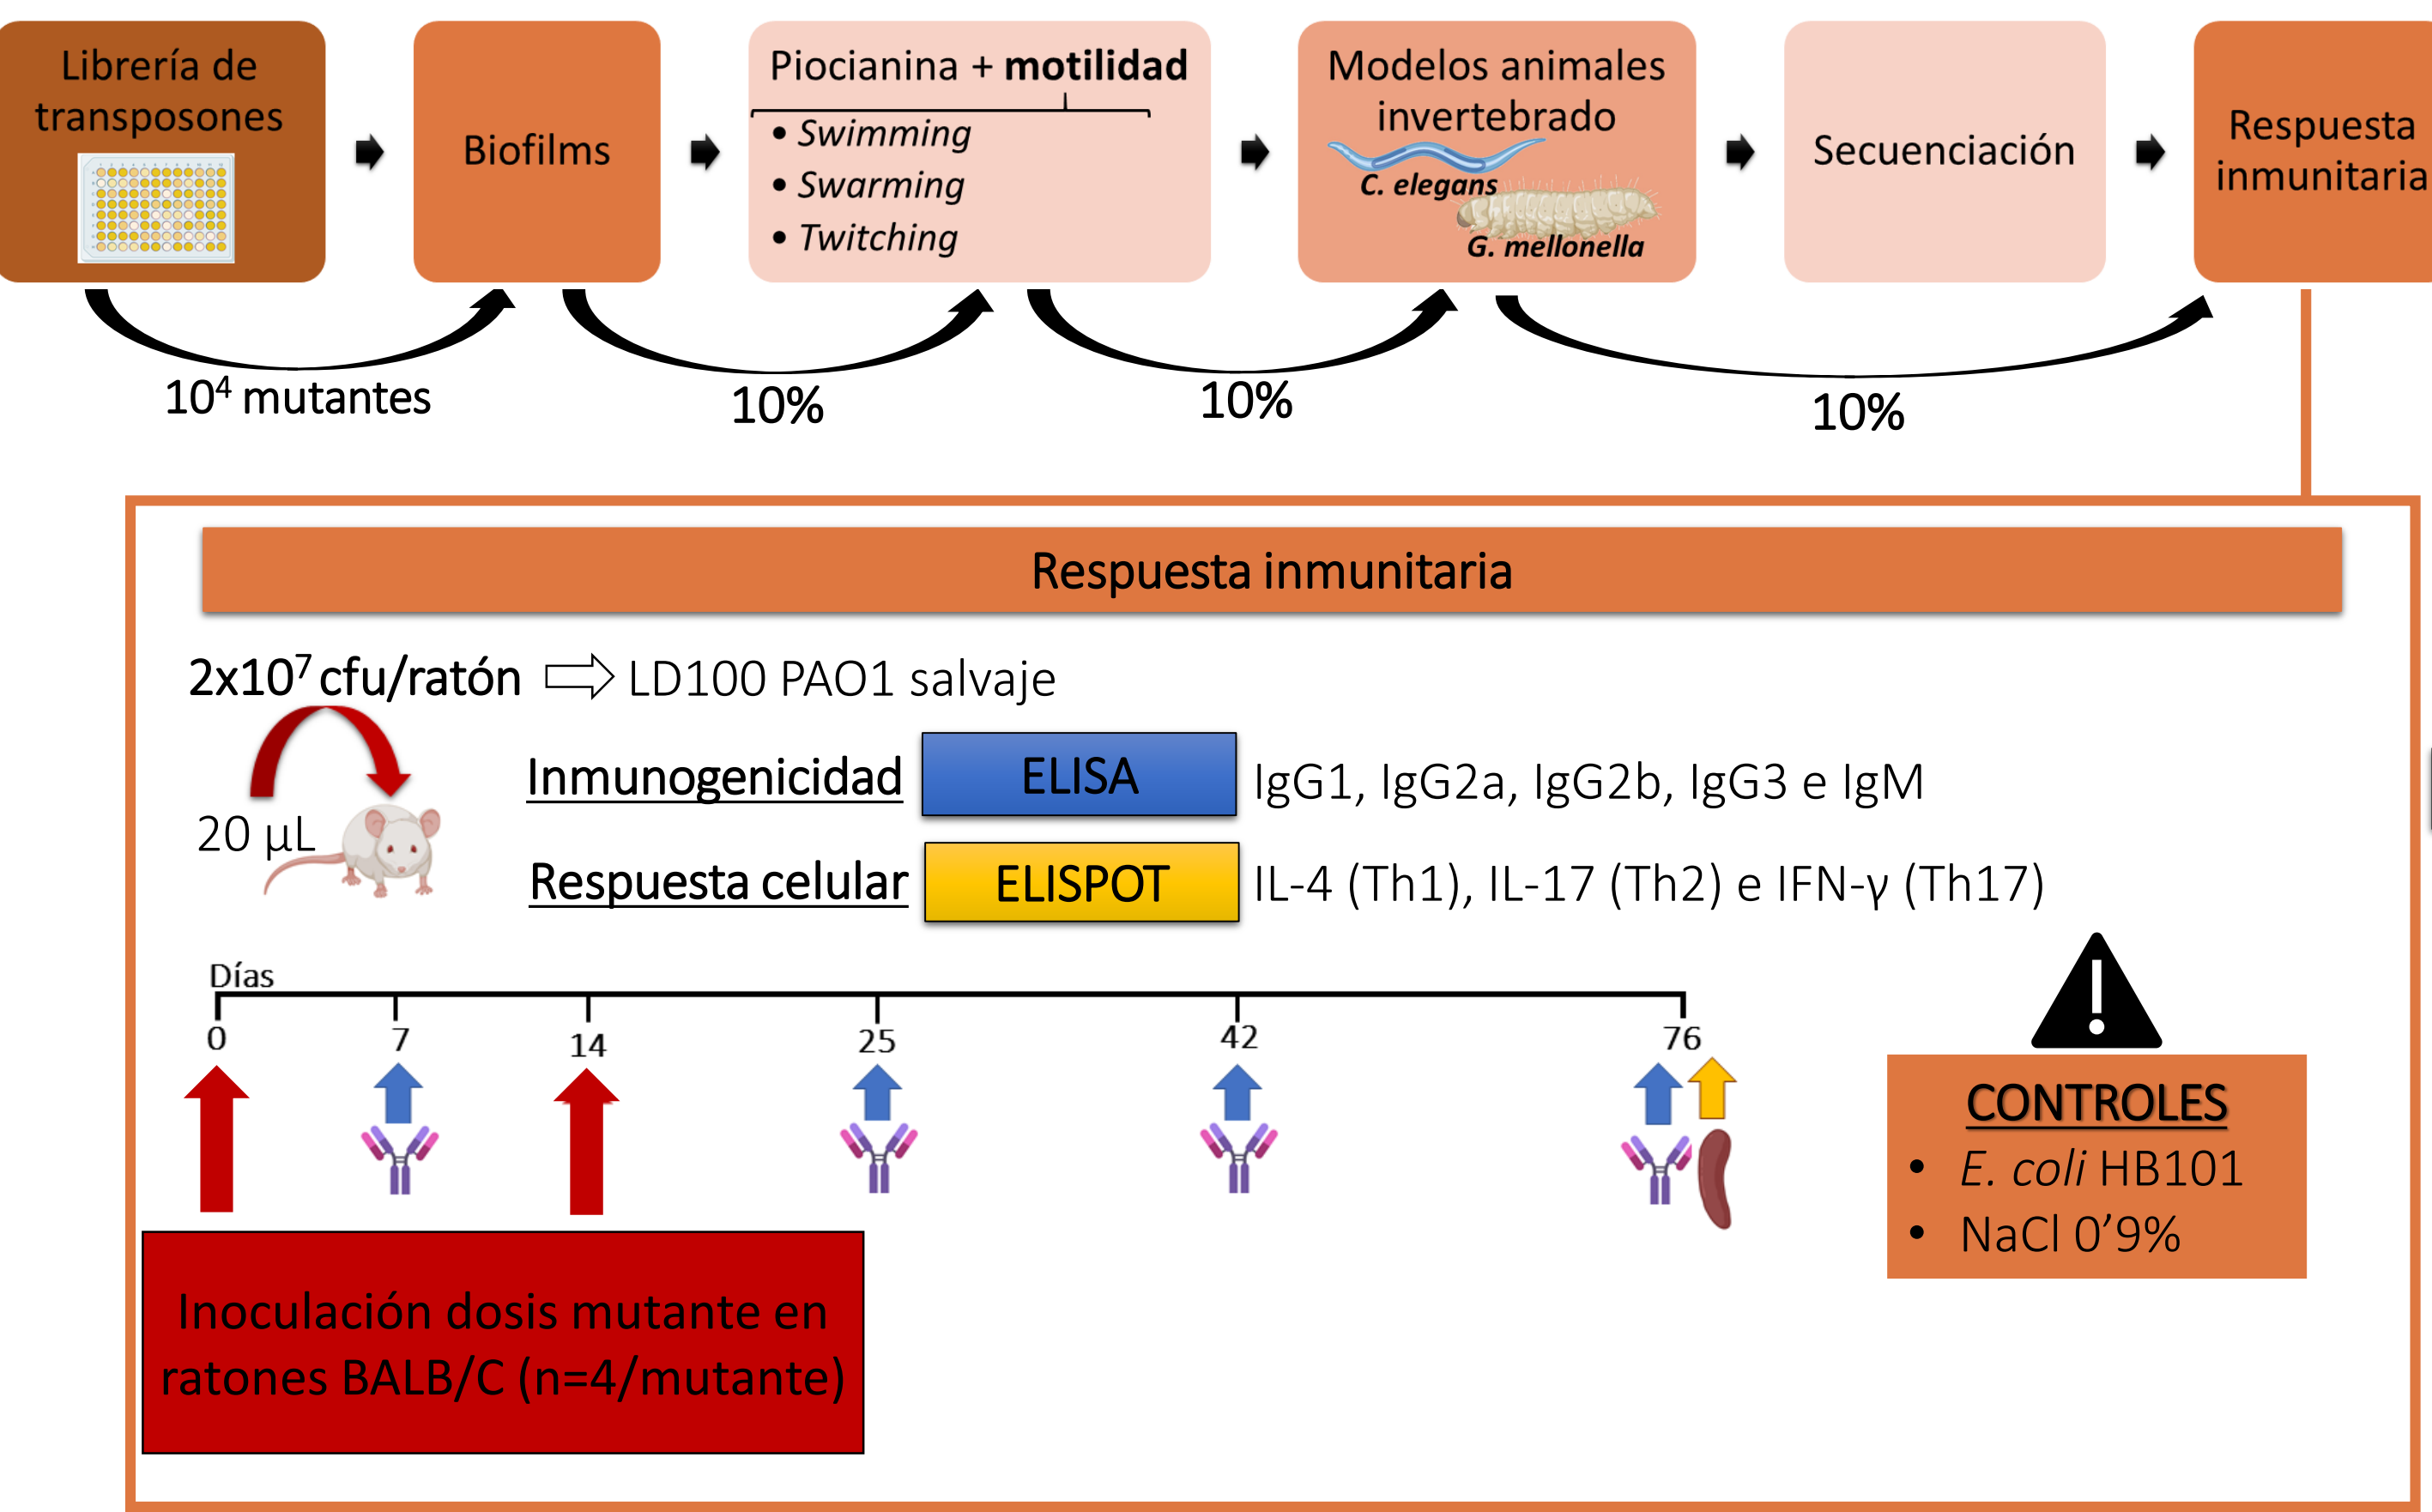 Librería de
transposones
Biofilms
Piocianina + motilidad
• Swimming
• Swarming
• Twitching
Modelos animales
invertebrado
C. elegans
G. mellonella
Secuenciación
Respuesta
inmunitaria
10⁴ mutantes
10%
10%
10%
Respuesta inmunitaria
2x10⁷ cfu/ratón
LD100 PAO1 salvaje
20 µL
Inmunogenicidad
ELISA
IgG1, IgG2a, IgG2b, IgG3 e IgM
Respuesta celular
ELISPOT
IL-4 (Th1), IL-17 (Th2) e IFN-γ (Th17)
Días
0
7
14
25
42
76
Inoculación dosis mutante en
ratones BALB/C (n=4/mutante)
CONTROLES
• E. coli HB101
• NaCl 0’9%